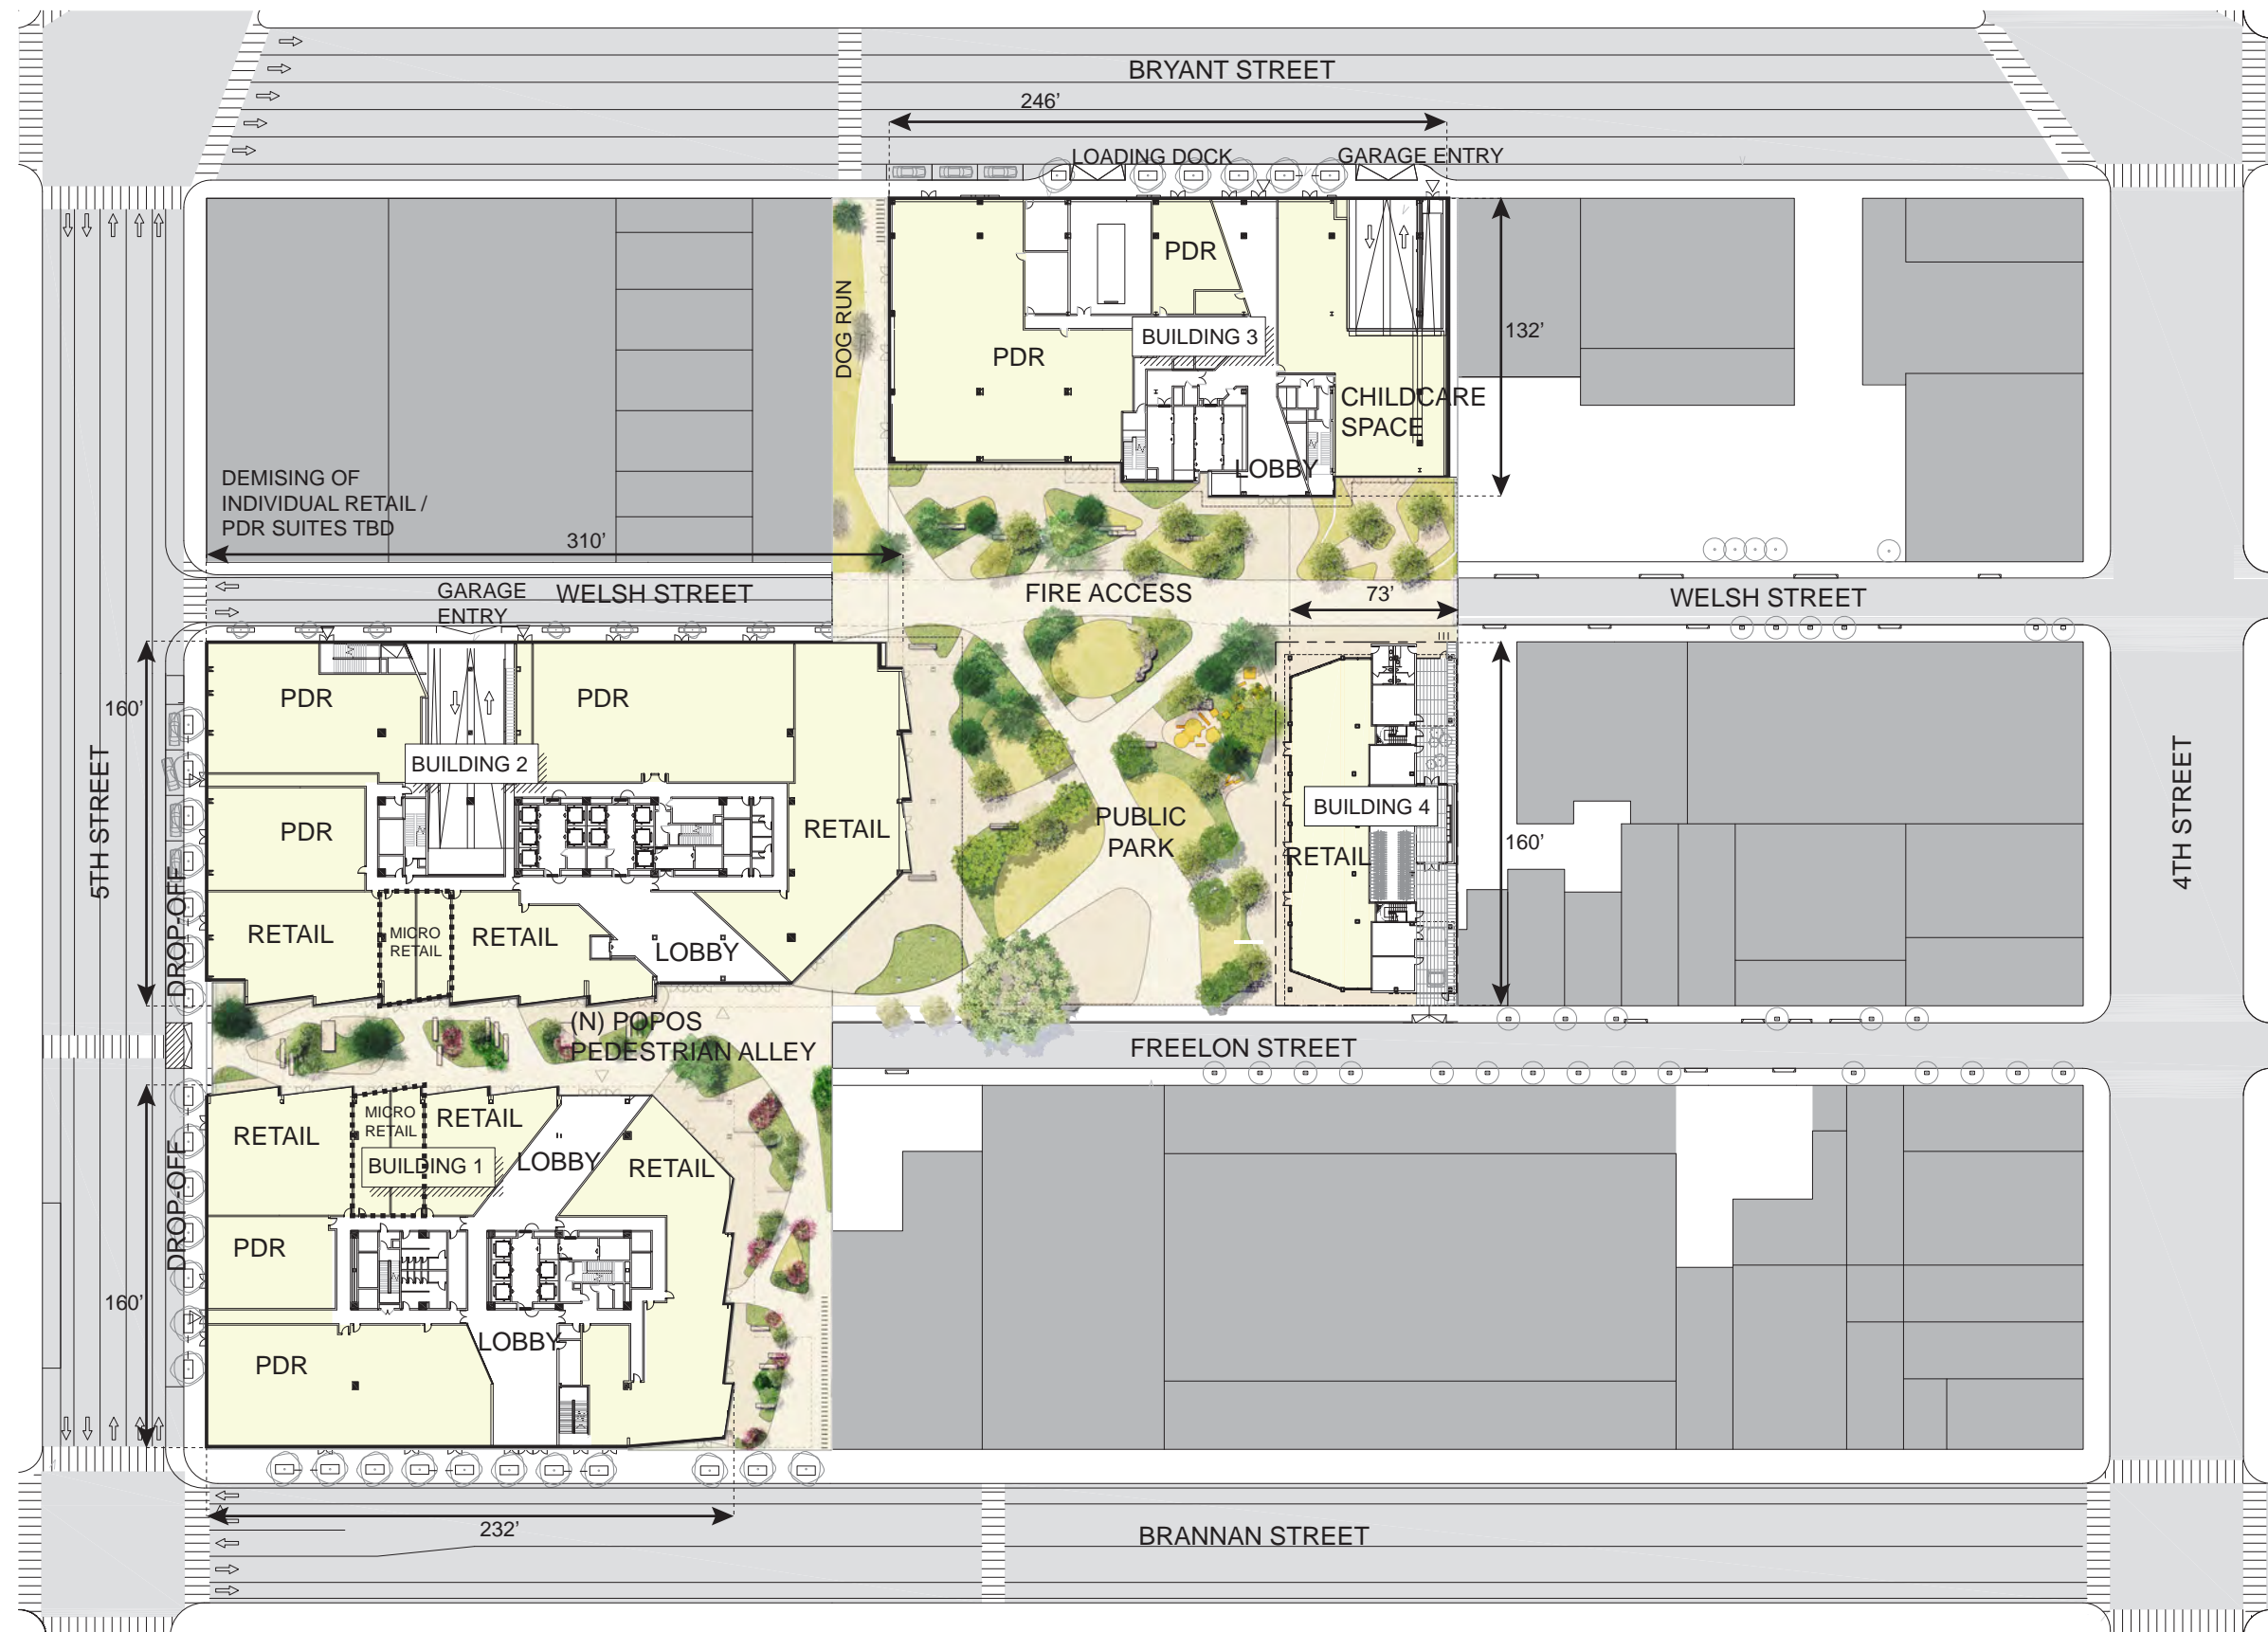 BRYANT STREET
246’
LOADING DOCK
GARAGE ENTRY
PDR
DOG RUN
BUILDING 3
132’
PDR
CHILDCARE
SPACE
LOBBY
DEMISING OF
INDIVIDUAL RETAIL /
PDR SUITES TBD
310’
GARAGE
ENTRY
WELSH STREET
FIRE ACCESS
73’
WELSH STREET
PDR
PDR
160’
BUILDING 2
5TH STREET
PDR
RETAIL
PUBLIC
PARK
BUILDING 4
RETAIL
160’
4TH STREET
DROP-OFF
RETAIL
MICRO
RETAIL
RETAIL
LOBBY
(N) POPOS
PEDESTRIAN ALLEY
FREELON STREET
RETAIL
MICRO
RETAIL
RETAIL
BUILDING 1
LOBBY
RETAIL
DROP-OFF
PDR
160’
LOBBY
PDR
232’
BRANNAN STREET